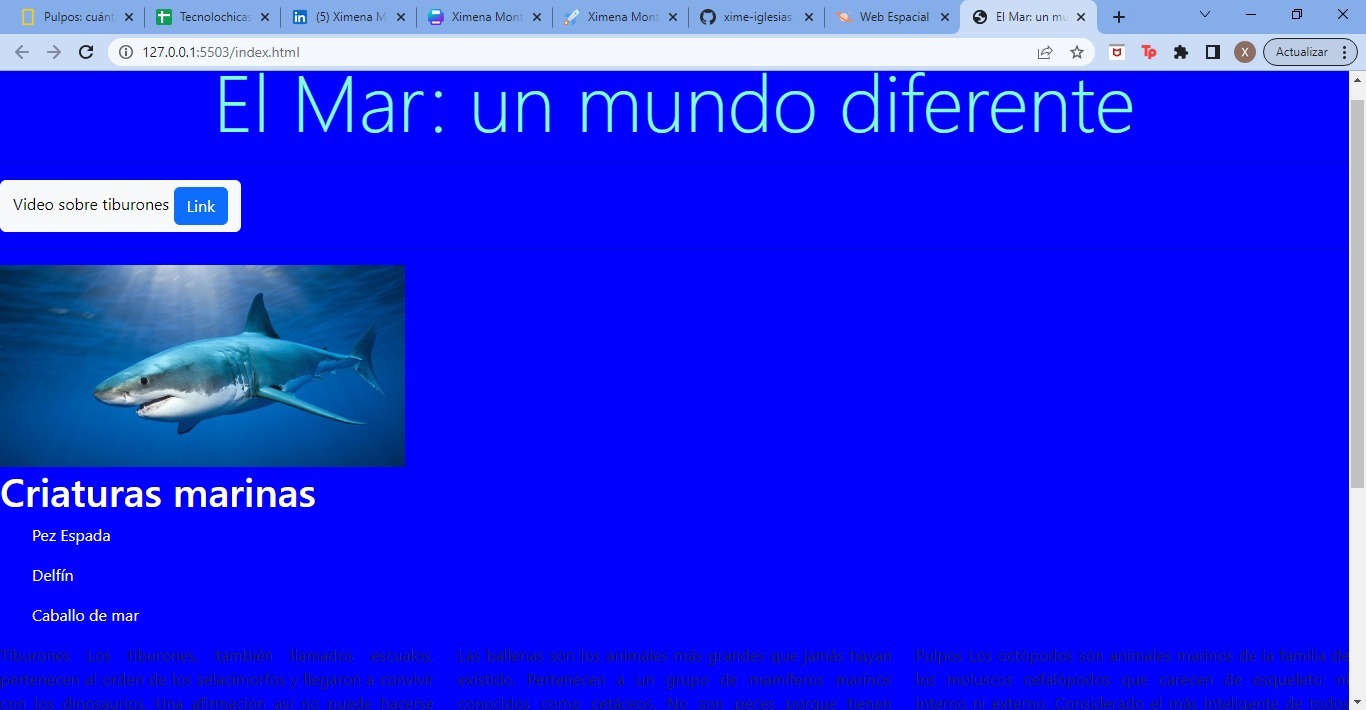 Pulpos: cuánt
Tecnolochicas
(5) Ximena M
Ximena Mont
Ximena Mont
xime-iglesias
Web Espacial
El Mar: un mu
127.0.0.1:5503/index.html
Tp
X
Actualizar
El Mar: un mundo diferente
Video sobre tiburones Link
Criaturas marinas
Pez Espada
Delfín
Caballo de mar
Tiburones Los tiburones, también llamados escualos,
pertenecen al orden de los selacimorfos y llegaron a convivir
con los dinosaurios. Una afirmación así no puede hacerse
Las ballenas son los animales más grandes que jamás hayan
existido. Pertenecen a un grupo de mamíferos marinos
conocidos como cetáceos. No son peces porque tienen
Pulpos Los octópodos son animales marinos de la familia de
los moluscos cefalópodos que carecen de esqueleto; ni
interno ni externo. Considerado el más inteligente de todos